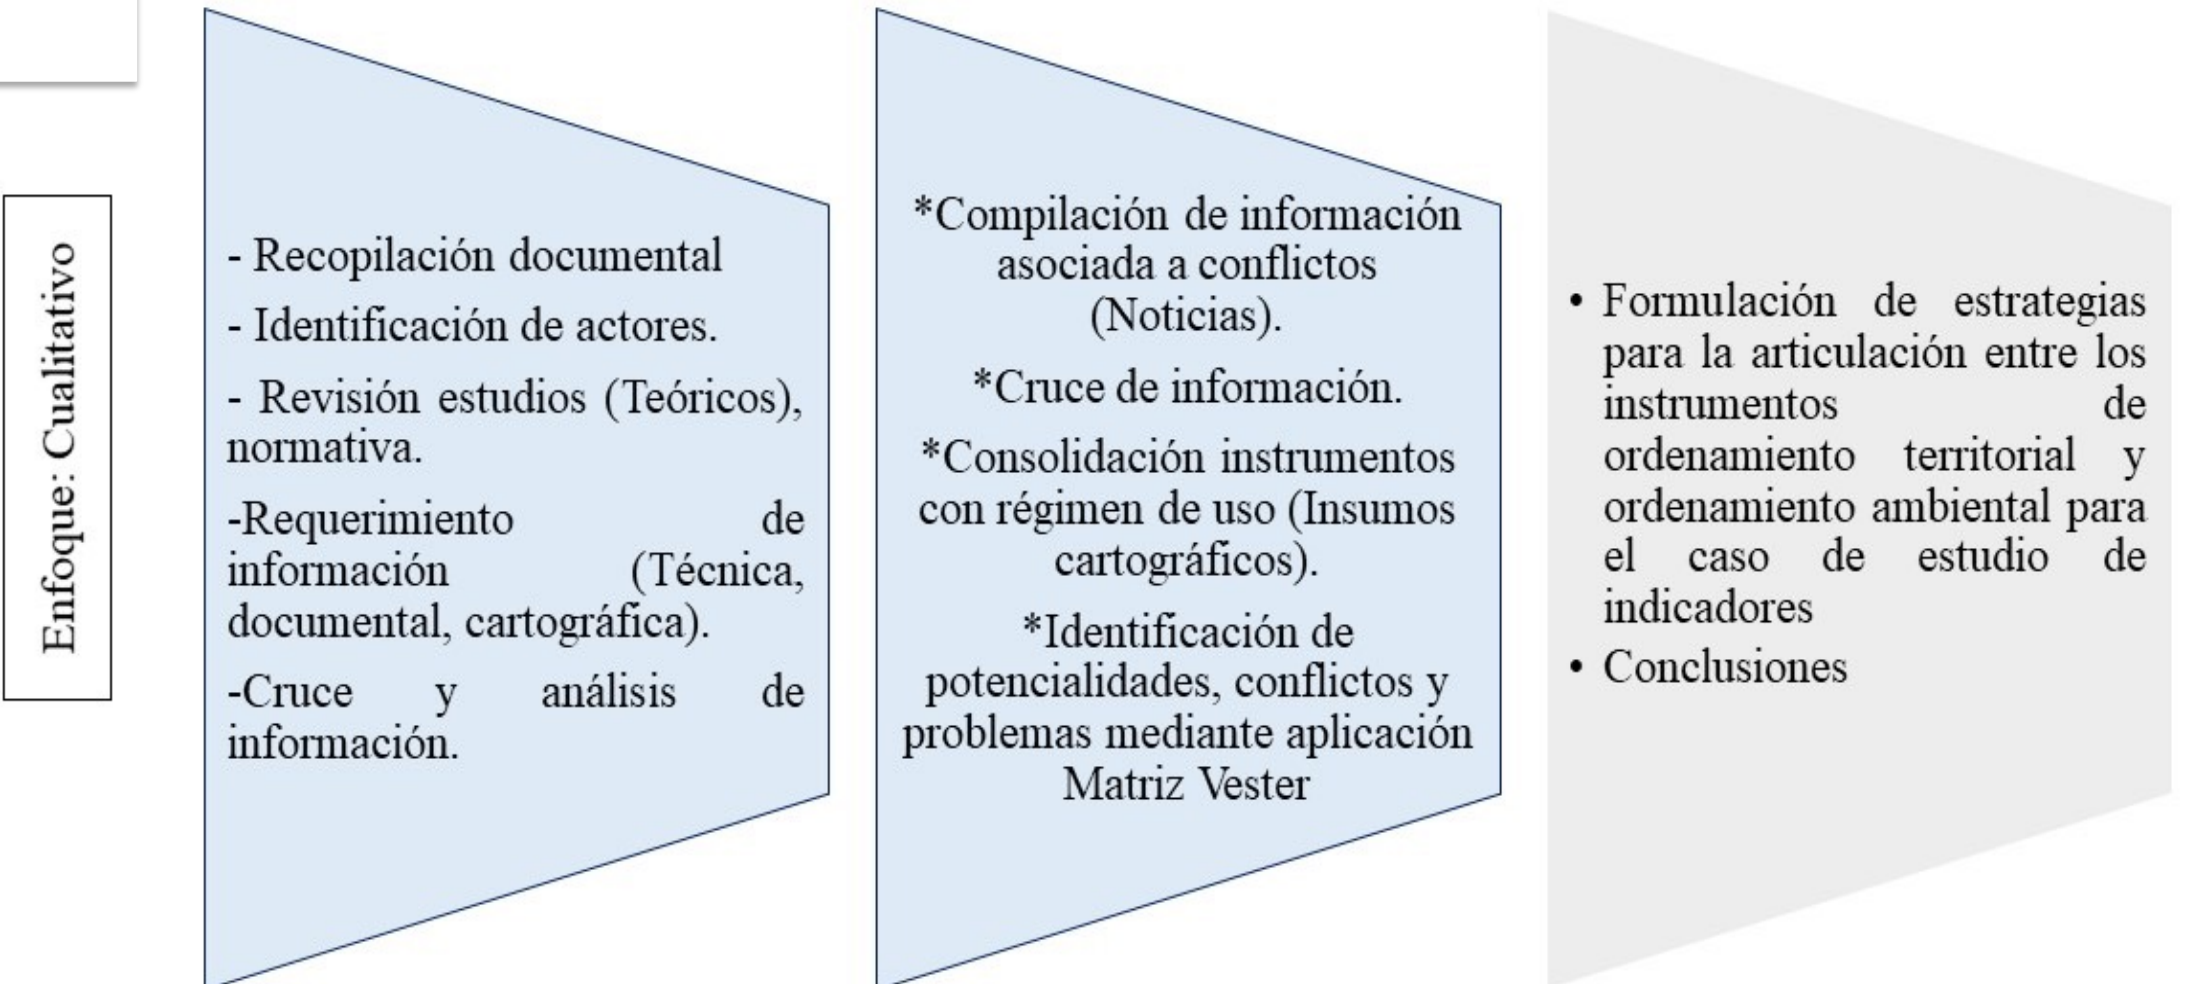 Enfoque: Cualitativo
- Recopilación documental
- Identificación de actores.
- Revisión estudios (Teóricos),
normativa.
-Requerimiento de
información (Técnica,
documental, cartográfica).
-Cruce y análisis de
información.
*Compilación de información
asociada a conflictos
(Noticias).
*Cruce de información.
*Consolidación instrumentos
con régimen de uso (Insumos
cartográficos).
*Identificación de
potencialidades, conflictos y
problemas mediante aplicación
Matriz Vester
• Formulación de estrategias
para la articulación entre los
instrumentos de
ordenamiento territorial y
ordenamiento ambiental para
el caso de estudio de
indicadores
• Conclusiones